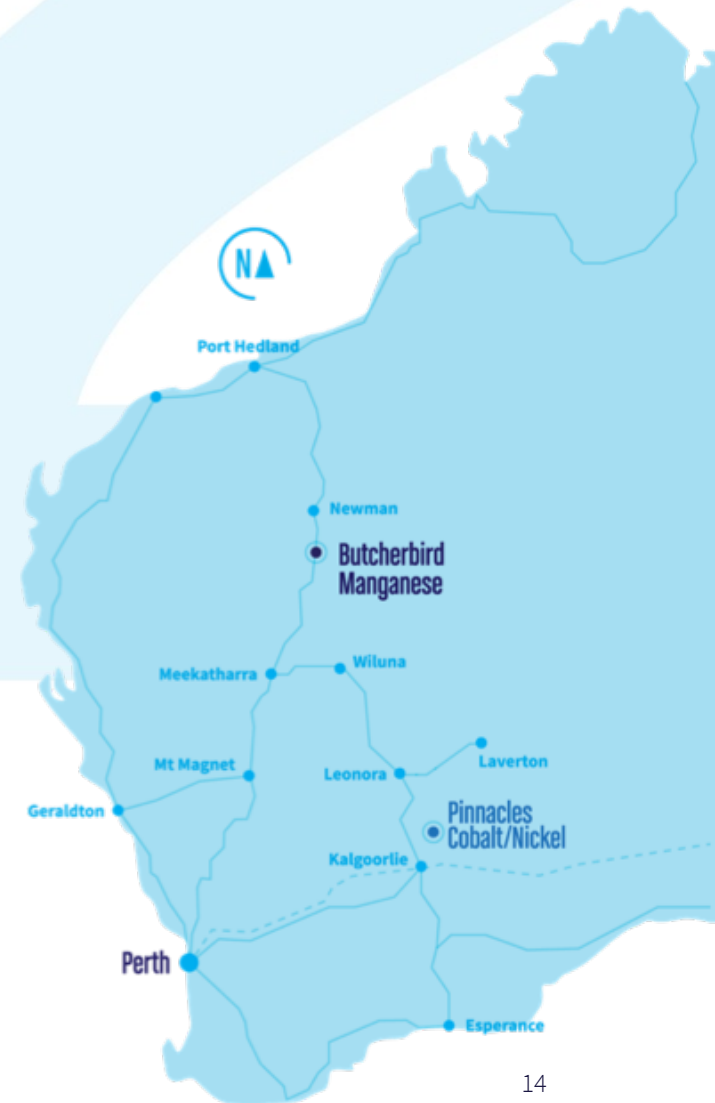 N
Port Hedland
Newman
Butcherbird
Manganese
Wiluna
Meekatharra
Laverton
Mt Magnet
Leonora
Geraldton
Pinnacles
Cobalt/Nickel
Kalgoorlie
Perth
Esperance
14